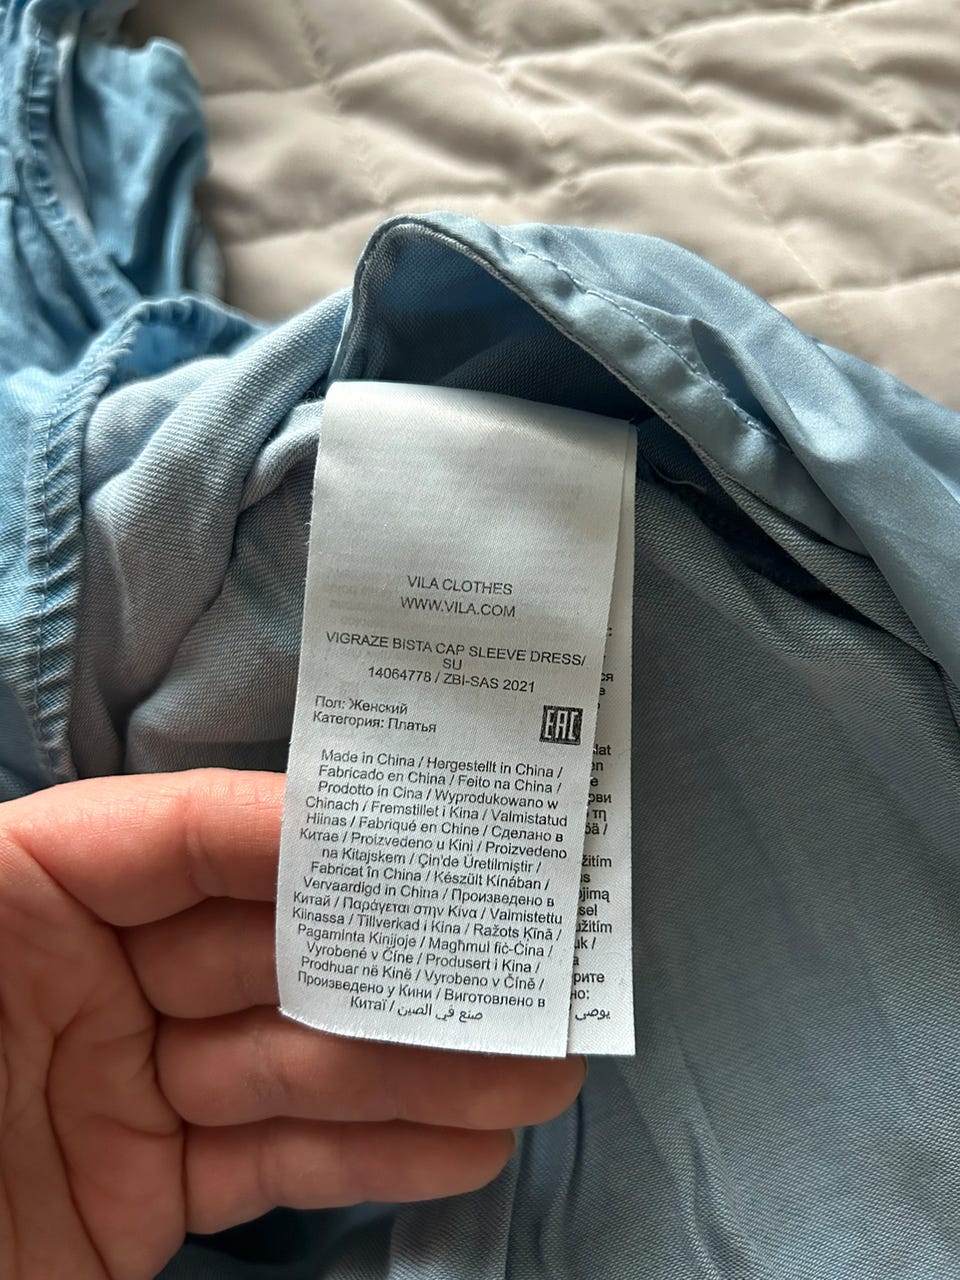 VILA CLOTHES
WWW.VILA.COM
VIGRAZE BISTA CAP SLEEVE DRESS/
SU
14064778 / ZBI-SAS 2021
Пол: Женский
Категория: Платья
EAC
Made in China / Hergestellt in China /
Fabricado en China / Feito na China /
Prodotto in Cina / Wyprodukowano w
Chinach / Fremstillet i Kina / Valmistatud
Hiinas / Fabriqué en Chine / Сделано в
Китае / Proizvedeno u Kini / Proizvedeno
na Kitajskem / Çin'de Üretilmiştir /
Fabricat în China / Készült Kínában /
Vervaardigd in China / Произведено в
Китай / Παράγεται στην Κίνα / Valmistettu
Kiinassa / Tillverkad i Kina / Ražots Ķīnā /
Pagaminta Kinijoje / Magħmul fiċ-Ċina /
Vyrobené v Číne / Produsert i Kina /
Prodhuar në Kinë / Vyrobeno v Číně /
Произведено у Кини / Виготовлено в
Китаї / صنع في الصين
يوصى